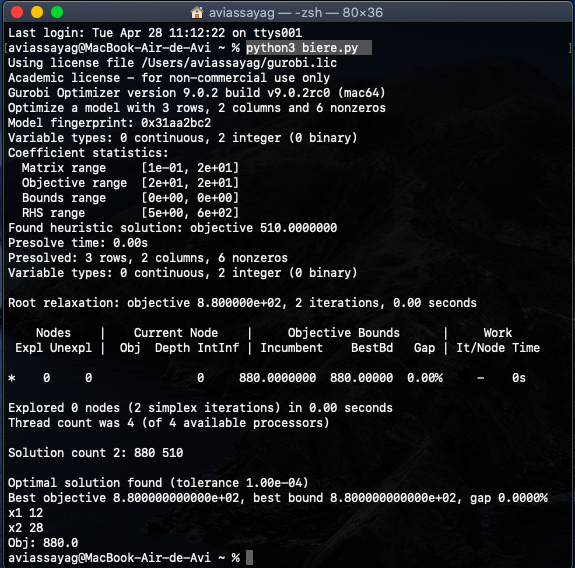 aviassayag — -zsh — 80×36
Last login: Tue Apr 28 11:12:22 on ttys001
[aviassayag@MacBook-Air-de-Avi ~ % python3 biere.py ]
Using license file /Users/aviassayag/gurobi.lic
Academic license - for non-commercial use only
Gurobi Optimizer version 9.0.2 build v9.0.2rc0 (mac64)
Optimize a model with 3 rows, 2 columns and 6 nonzeros
Model fingerprint: 0x31aa2bc2
Variable types: 0 continuous, 2 integer (0 binary)
Coefficient statistics:
  Matrix range     [1e-01, 2e+01]
  Objective range  [2e+01, 2e+01]
  Bounds range     [0e+00, 0e+00]
  RHS range        [5e+00, 6e+02]
Found heuristic solution: objective 510.0000000
Presolve time: 0.00s
Presolved: 3 rows, 2 columns, 6 nonzeros
Variable types: 0 continuous, 2 integer (0 binary)
Root relaxation: objective 8.800000e+02, 2 iterations, 0.00 seconds
    Nodes    |    Current Node    |     Objective Bounds      |     Work
 Expl Unexpl |  Obj  Depth IntInf | Incumbent    BestBd   Gap | It/Node Time
*    0     0               0     880.0000000  880.00000  0.00%     -    0s
Explored 0 nodes (2 simplex iterations) in 0.00 seconds
Thread count was 4 (of 4 available processors)
Solution count 2: 880 510
Optimal solution found (tolerance 1.00e-04)
Best objective 8.800000000000e+02, best bound 8.800000000000e+02, gap 0.0000%
x1 12
x2 28
Obj: 880.0
aviassayag@MacBook-Air-de-Avi ~ %